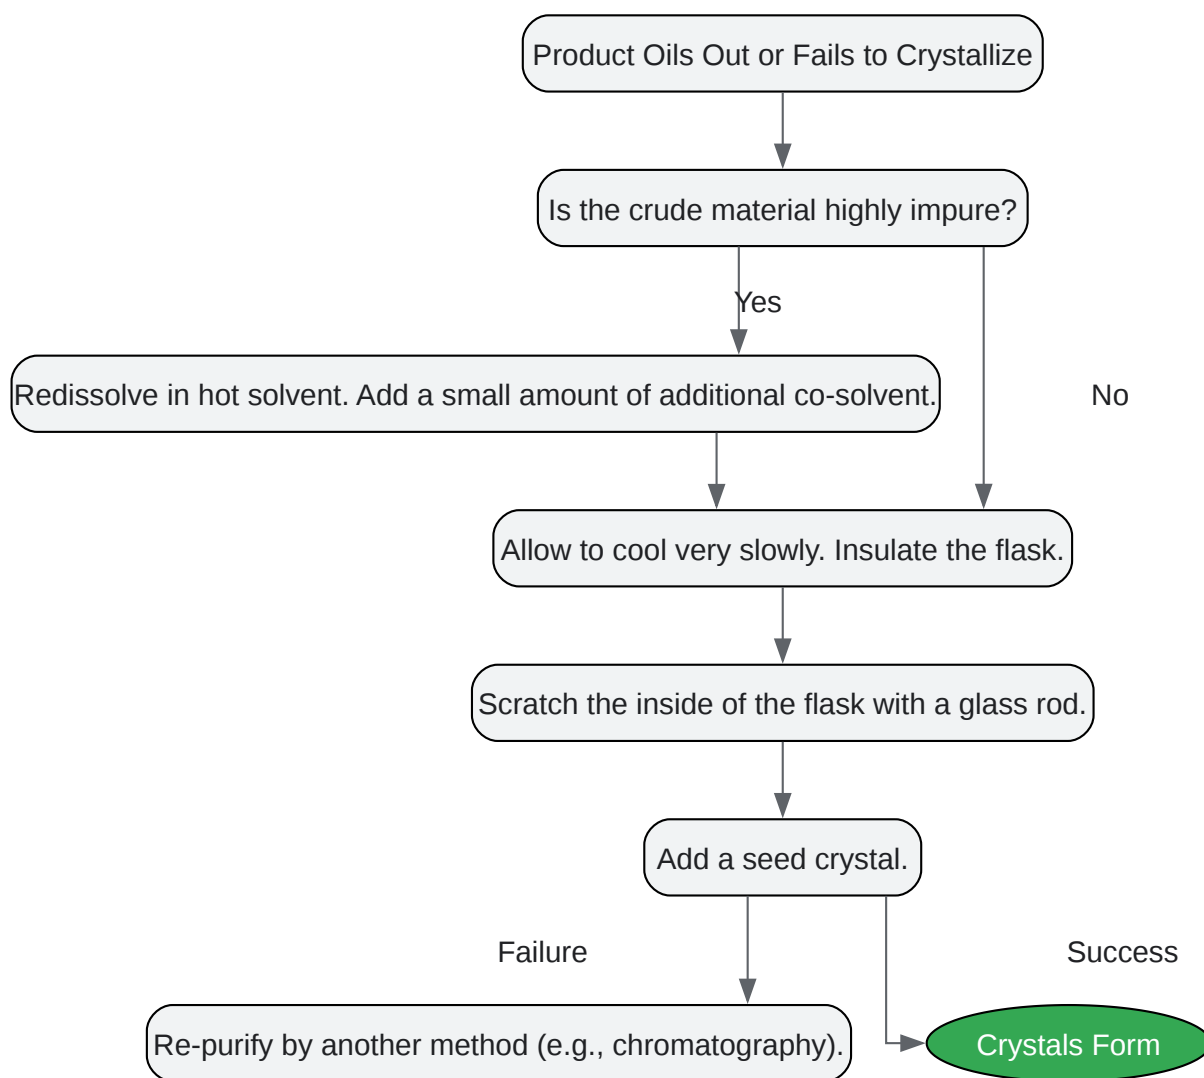 Product Oils Out or Fails to Crystallize
Is the crude material highly impure?
Yes
Redissolve in hot solvent. Add a small amount of additional co-solvent.
No
Allow to cool very slowly. Insulate the flask.
Scratch the inside of the flask with a glass rod.
Add a seed crystal.
Failure
Success
Re-purify by another method (e.g., chromatography).
Crystals Form